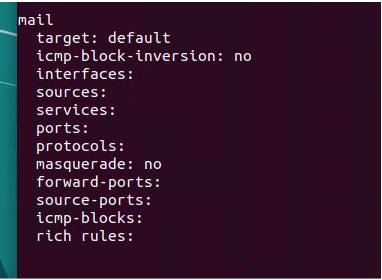 mail
  target: default
  icmp-block-inversion: no
  interfaces:
  sources:
  services:
  ports:
  protocols:
  masquerade: no
  forward-ports:
  source-ports:
  icmp-blocks:
  rich rules: